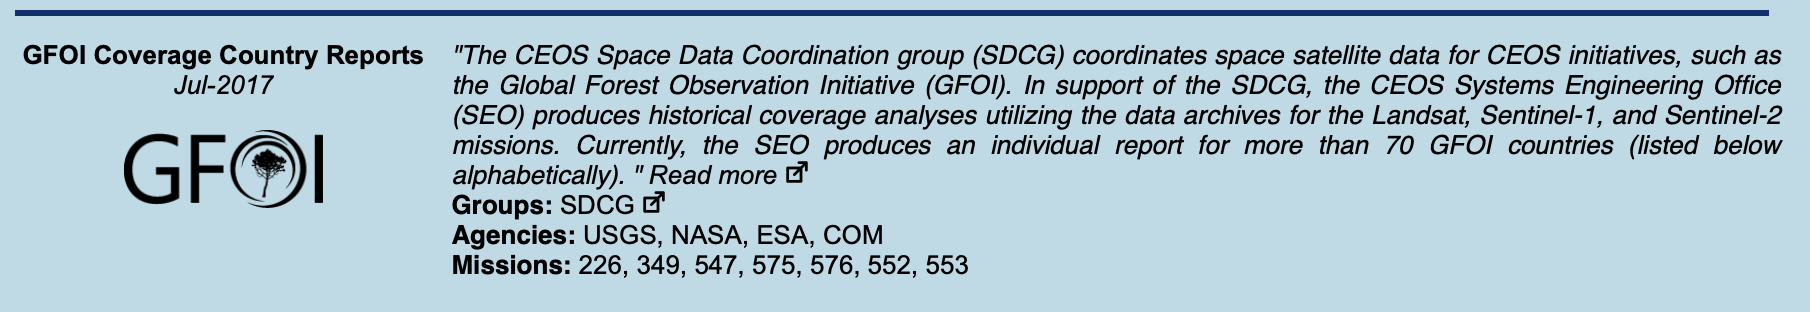 GFOI Coverage Country Reports
Jul-2017
GFOI
"The CEOS Space Data Coordination group (SDCG) coordinates space satellite data for CEOS initiatives, such as
the Global Forest Observation Initiative (GFOI). In support of the SDCG, the CEOS Systems Engineering Office
(SEO) produces historical coverage analyses utilizing the data archives for the Landsat, Sentinel-1, and Sentinel-2
missions. Currently, the SEO produces an individual report for more than 70 GFOI countries (listed below
alphabetically). " Read more
Groups: SDCG
Agencies: USGS, NASA, ESA, COM
Missions: 226, 349, 547, 575, 576, 552, 553